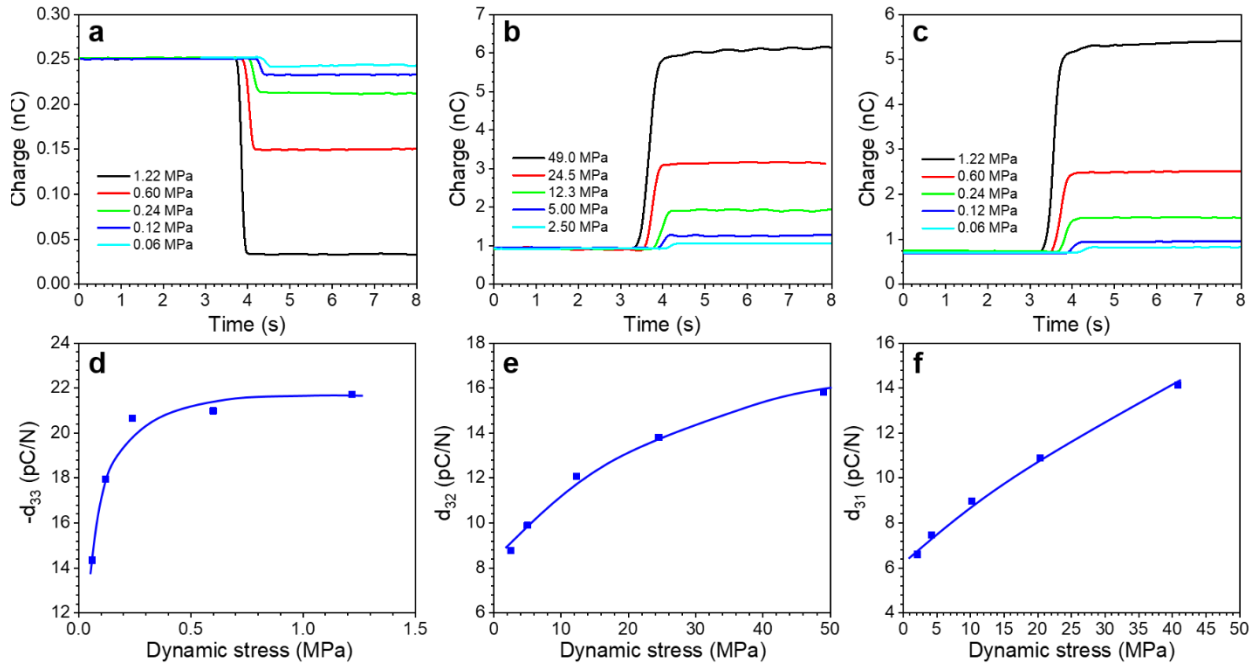 a
Charge (nC)
0.30
0.25
0.20
0.15
0.10
0.05
0.00
1.22 MPa
0.60 MPa
0.24 MPa
0.12 MPa
0.06 MPa
0 1 2 3 4 5 6 7 8
Time (s)
b
Charge (nC)
7
6
5
4
3
2
1
0
49.0 MPa
24.5 MPa
12.3 MPa
5.00 MPa
2.50 MPa
0 1 2 3 4 5 6 7 8
Time (s)
c
Charge (nC)
6
5
4
3
2
1
0
1.22 MPa
0.60 MPa
0.24 MPa
0.12 MPa
0.06 MPa
0 1 2 3 4 5 6 7 8
Time (s)
d
-d33 (pC/N)
24
22
20
18
16
14
12
0.0 0.5 1.0 1.5
Dynamic stress (MPa)
e
d32 (pC/N)
18
16
14
12
10
8
6
0 10 20 30 40 50
Dynamic stress (MPa)
f
d31 (pC/N)
16
14
12
10
8
6
4
0 5 10 15 20 25 30 35 40 45 50
Dynamic stress (MPa)